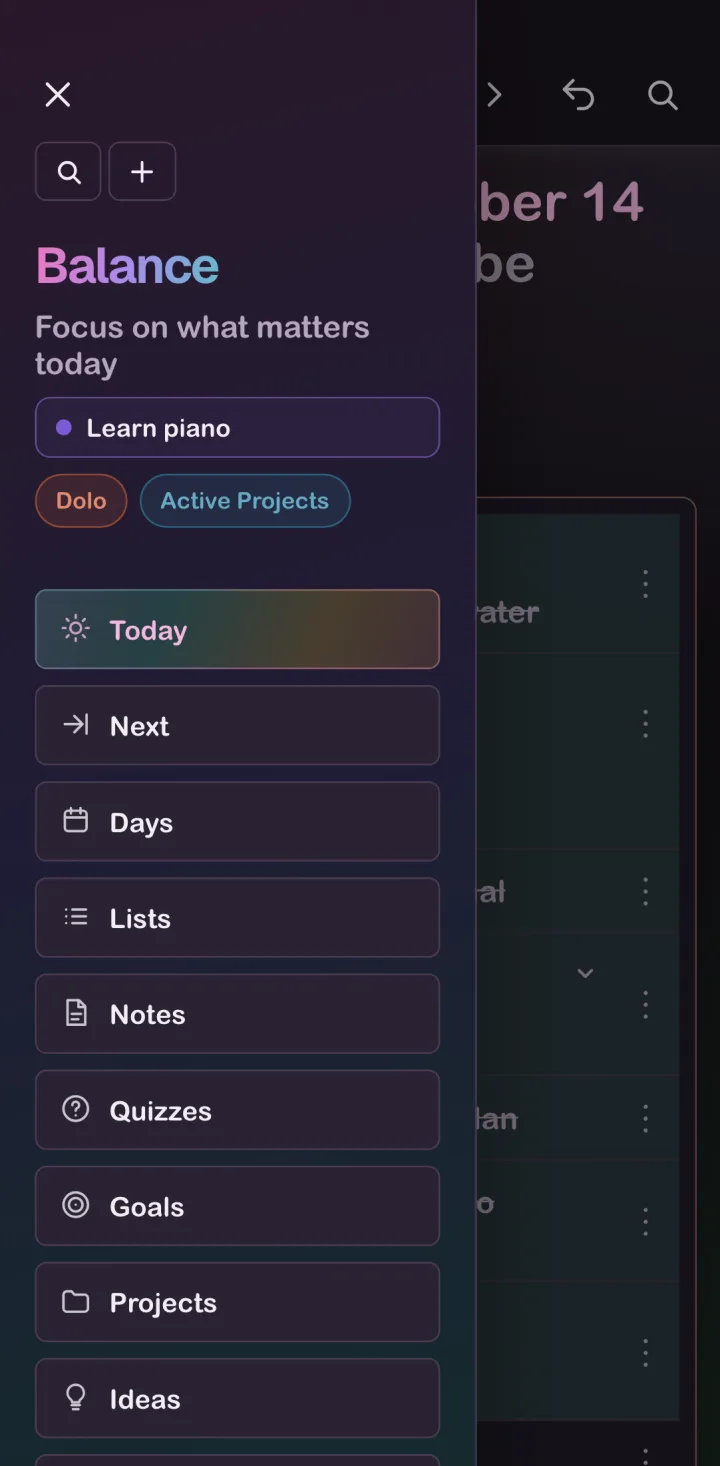 ber 14
be
Balance
Focus on what matters
today
Learn piano
Dolo
Active Projects
Today
Next
Days
Lists
Notes
Quizzes
Goals
Projects
Ideas
ater
al
lan
o